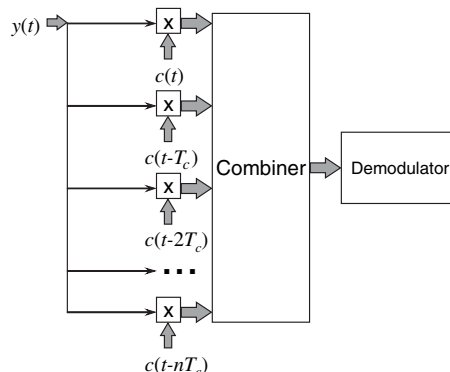 y(t)
x
c(t)
x
c(t-T_c)
x
Combiner
Demodulator
c(t-2T_c)
...
x
c(t-nT_c)